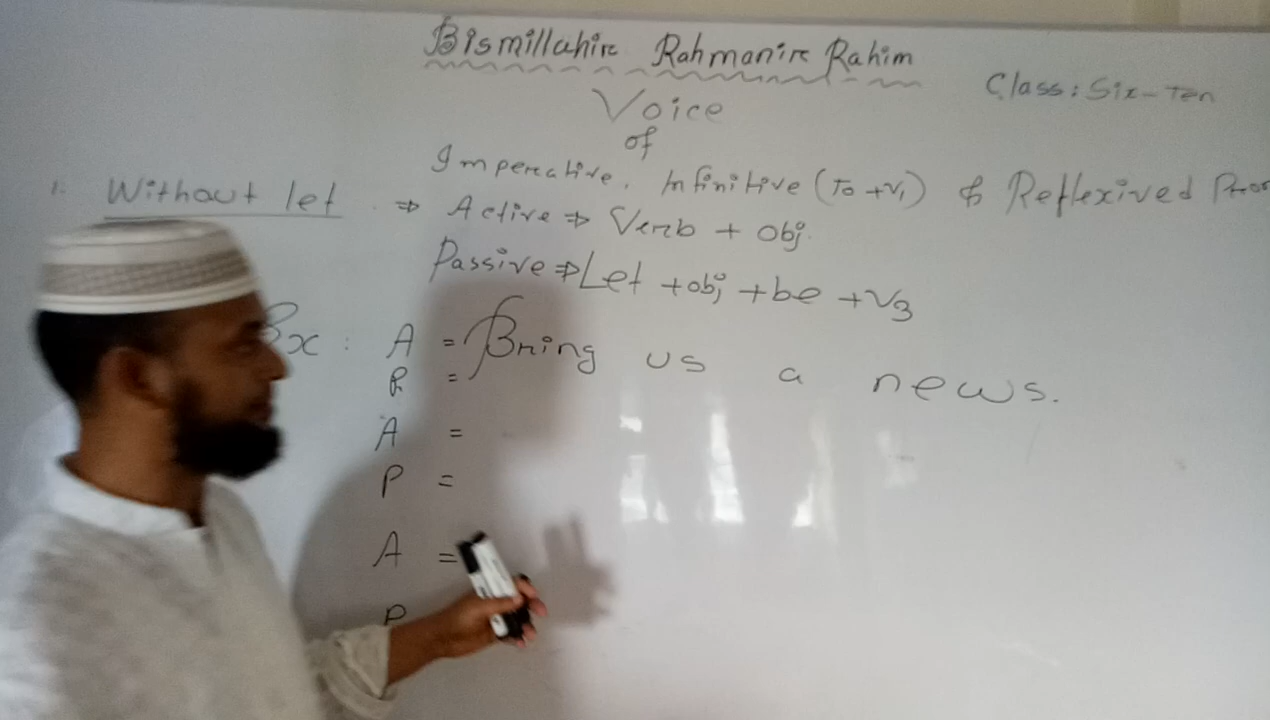 Bismillahir Rahmanir Rahim
Class: Six-Ten
Voice
of
Imperative, Infinitive (To +V1) & Reflexived
1. Without let ⇒ Active ⇒ Verb + obj.
Passive ⇒ Let + obj + be + V3
Ex : A = Bring us a news.
P =
A =
P =
A =
P